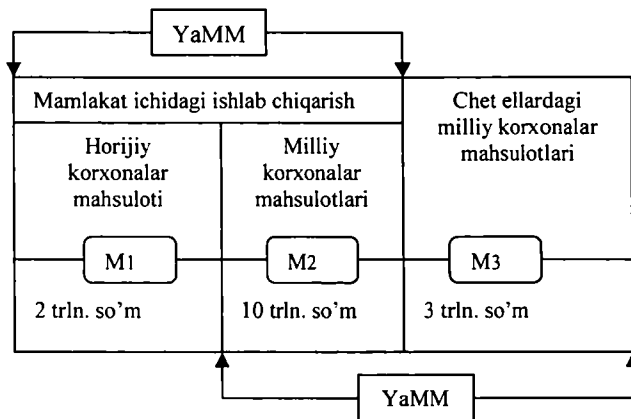 YaMM
Mamlakat ichidagi ishlab chiqarish
Chet ellardagi
milliy korxonalar
mahsulotlari
Horijiy
korxonalar
mahsuloti
Milliy
korxonalar
mahsulotlari
M1
M2
M3
2 trln. so’m
10 trln. so’m
3 trln. so’m
YaMM